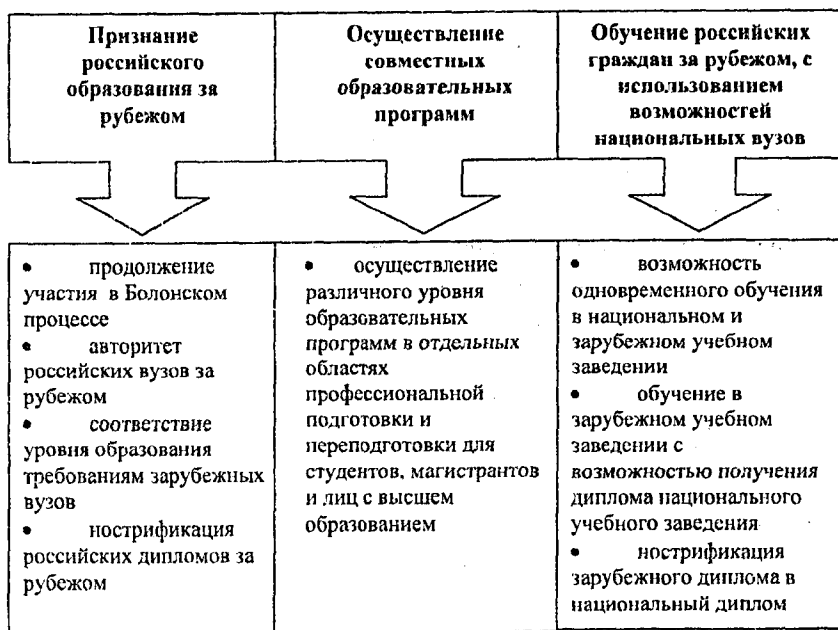 Признание
российского
образования за
рубежом
Осуществление
совместных
образовательных
программ
Обучение российских
граждан за рубежом, с
использованием
возможностей
национальных вузов
• продолжение
участия в Болонском
процессе
• авторитет
российских вузов за
рубежом
• соответствие
уровня образования
требованиям зарубежных
вузов
• нострификация
российских дипломов за
рубежом
• осуществление
различного уровня
образовательных
программ в отдельных
областях
профессиональной
подготовки и
переподготовки для
студентов, магистрантов
и лиц с высшем
образованием
• возможность
одновременного обучения
в национальном и
зарубежном учебном
заведении
• обучение в
зарубежном учебном
заведении с
возможностью получения
диплома национального
учебного заведения
• нострификация
зарубежного диплома в
национальный диплом